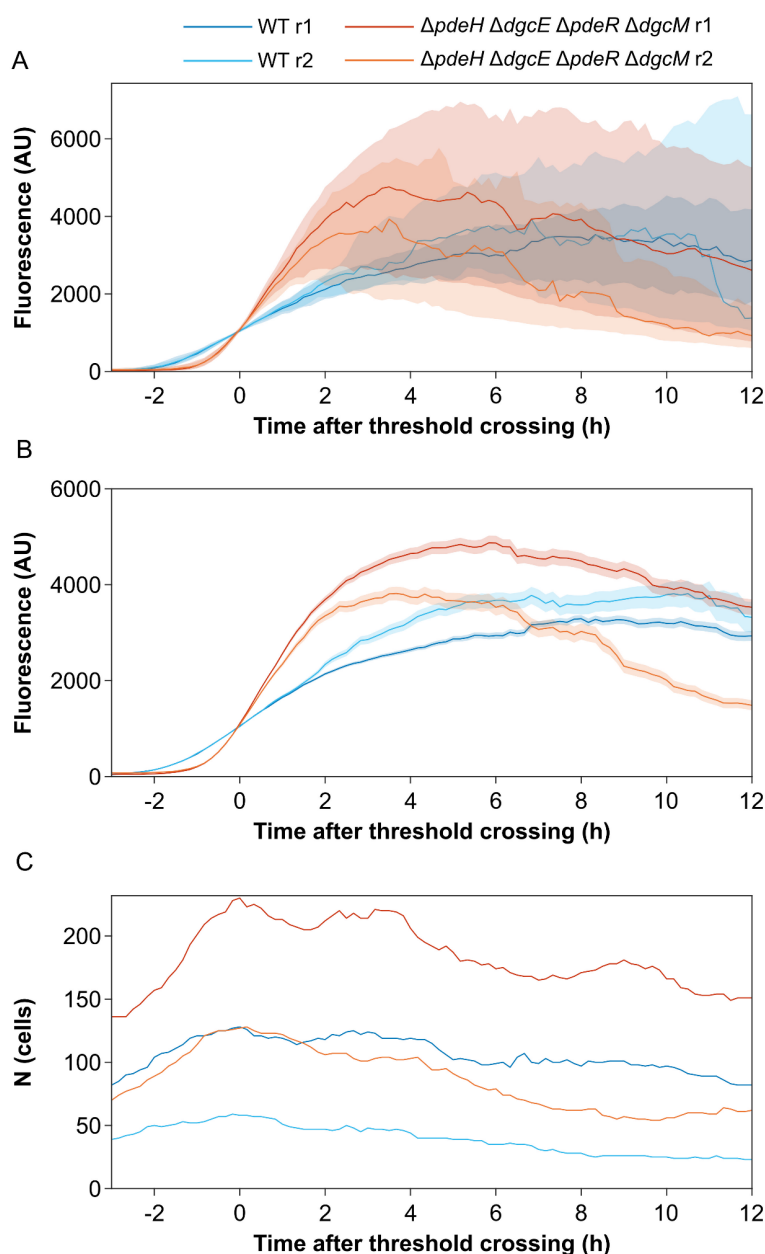 WT r1
ΔpdeH ΔdgcE ΔpdeR ΔdgcM r1
WT r2
ΔpdeH ΔdgcE ΔpdeR ΔdgcM r2
A
Fluorescence (AU)
6000
4000
2000
0
-2 0 2 4 6 8 10 12
Time after threshold crossing (h)
B
Fluorescence (AU)
6000
4000
2000
0
-2 0 2 4 6 8 10 12
Time after threshold crossing (h)
C
N (cells)
200
150
100
50
0
-2 0 2 4 6 8 10 12
Time after threshold crossing (h)